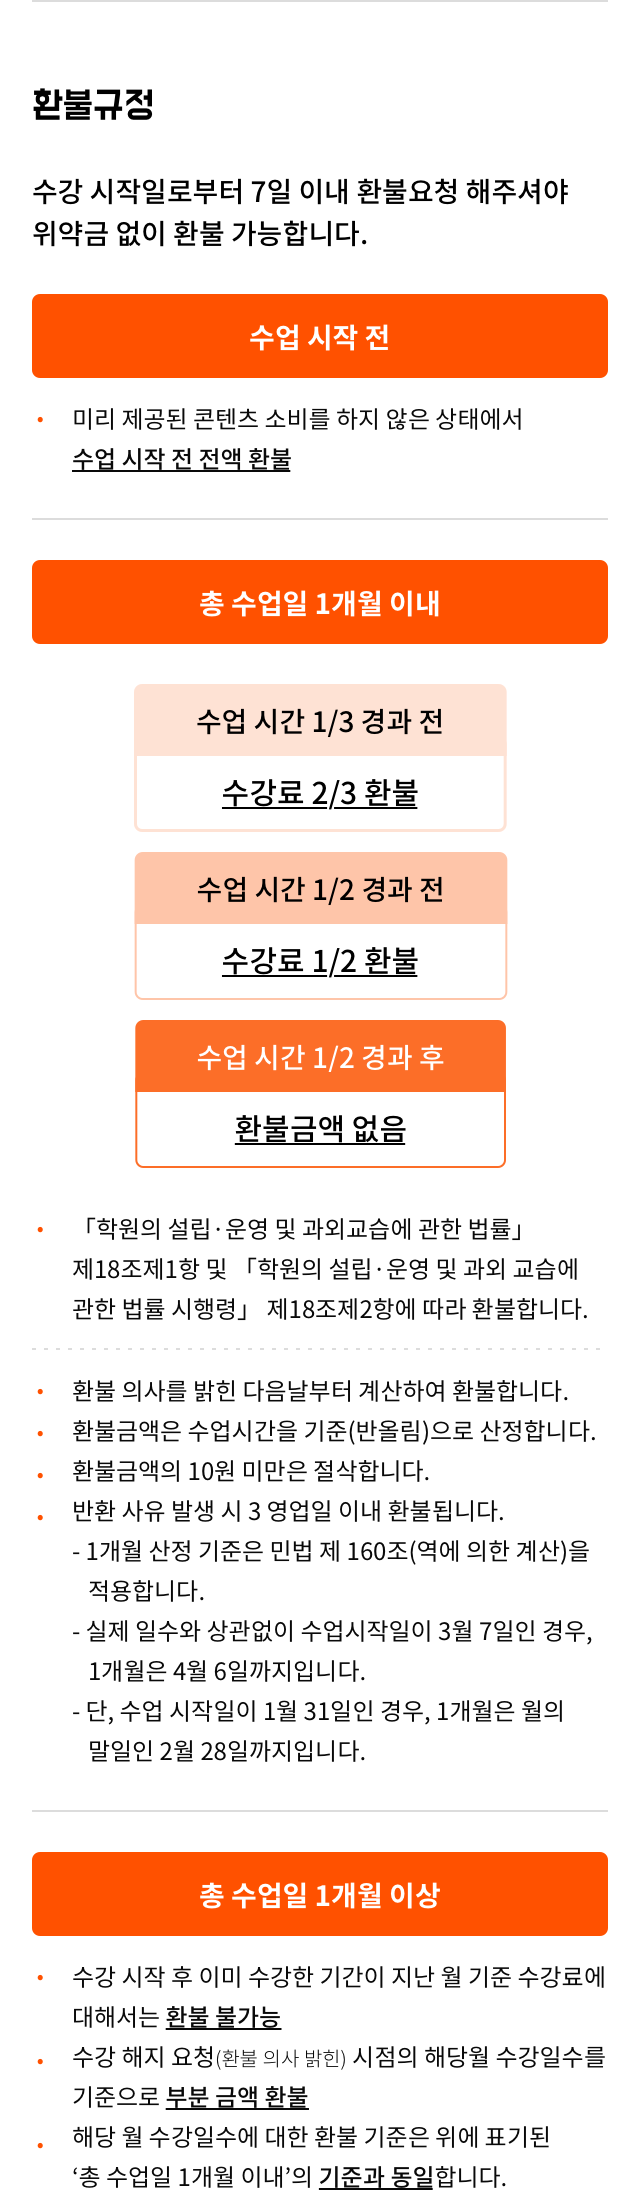 환불규정
수강 시작일로부터 7일 이내 환불요청 해주셔야
위약금 없이 환불 가능합니다.
수업 시작 전
• 미리 제공된 콘텐츠 소비를 하지 않은 상태에서
수업 시작 전 전액 환불
총 수업일 1개월 이내
수업 시간 1/3 경과 전
수강료 2/3 환불
수업 시간 1/2 경과 전
수강료 1/2 환불
수업 시간 1/2 경과 후
환불금액 없음
• 「학원의 설립·운영 및 과외교습에 관한 법률」
제18조제1항 및 「학원의 설립·운영 및 과외 교습에
관한 법률 시행령」 제18조제2항에 따라 환불합니다.
• 환불 의사를 밝힌 다음날부터 계산하여 환불합니다.
• 환불금액은 수업시간을 기준(반올림)으로 산정합니다.
• 환불금액의 10원 미만은 절삭합니다.
• 반환 사유 발생 시 3 영업일 이내 환불됩니다.
- 1개월 산정 기준은 민법 제 160조(역에 의한 계산)을
적용합니다.
- 실제 일수와 상관없이 수업시작일이 3월 7일인 경우,
1개월은 4월 6일까지입니다.
- 단, 수업 시작일이 1월 31일인 경우, 1개월은 월의
말일인 2월 28일까지입니다.
총 수업일 1개월 이상
• 수강 시작 후 이미 수강한 기간이 지난 월 기준 수강료에
대해서는 환불 불가능
• 수강 해지 요청(환불 의사 밝힌) 시점의 해당월 수강일수를
기준으로 부분 금액 환불
• 해당 월 수강일수에 대한 환불 기준은 위에 표기된
‘총 수업일 1개월 이내’의 기준과 동일합니다.